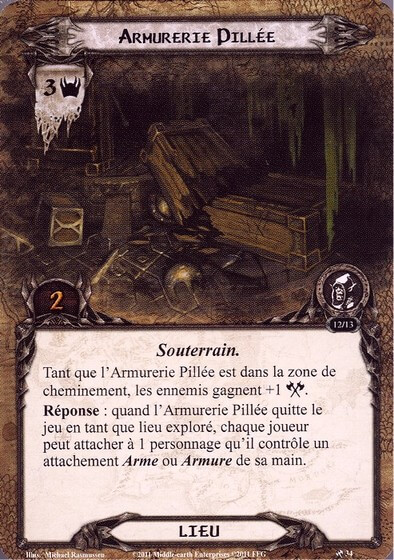 ARMURERIE PILLÉE
3
2
12/13
Souterrain.
Tant que l'Armurerie Pillée est dans la zone de
cheminement, les ennemis gagnent +1 .
Réponse : quand l'Armurerie Pillée quitte le
jeu en tant que lieu exploré, chaque joueur
peut attacher à 1 personnage qu'il contrôle un
attachement Arme ou Armure de sa main.
LIEU
Illus. Michael Rasmussen ©2011 Middle-earth Enterprises ©2011 FFG n° 34